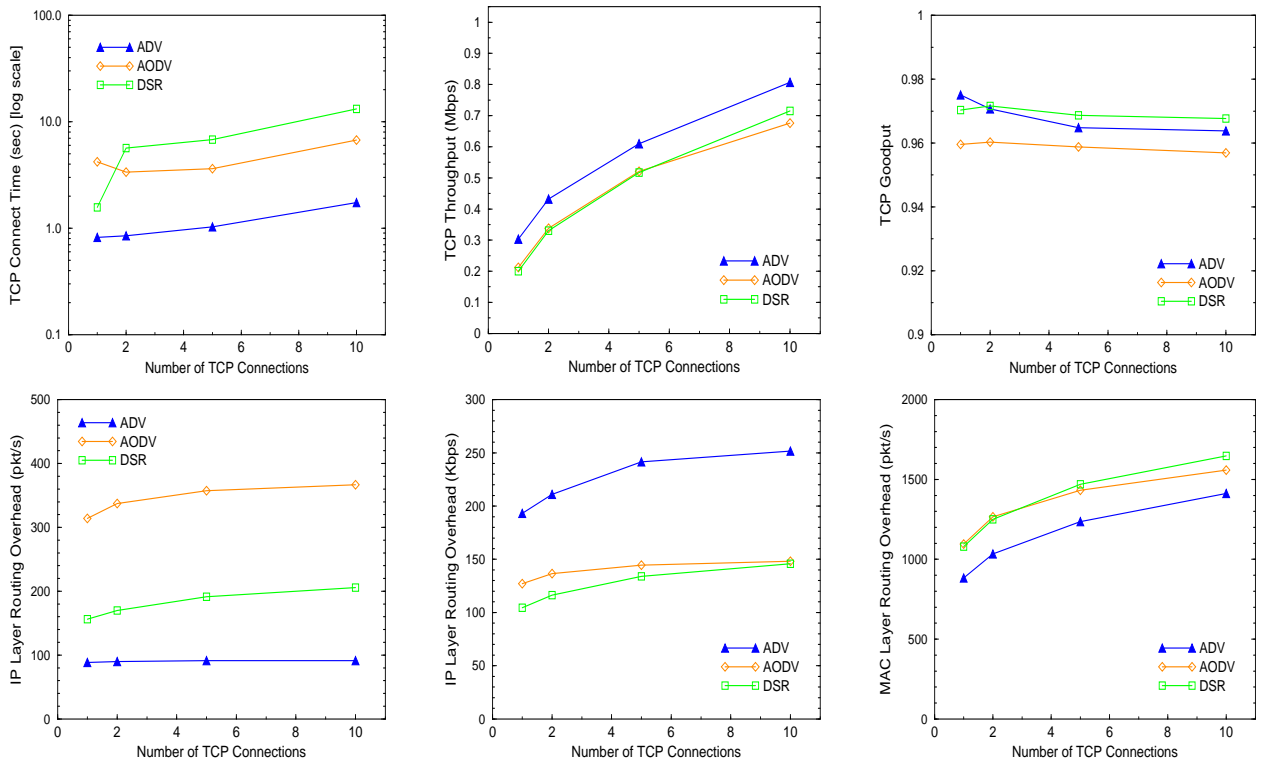 TCP Connect Time (sec) [log scale]
100.0
10.0
1.0
0.1
ADV
AODV
DSR
0 2 4 6 8 10
Number of TCP Connections
TCP Throughput (Mbps)
1
0.9
0.8
0.7
0.6
0.5
0.4
0.3
0.2
0.1
0
ADV
AODV
DSR
0 2 4 6 8 10
Number of TCP Connections
TCP Goodput
1
0.98
0.96
0.94
0.92
0.9
ADV
AODV
DSR
0 2 4 6 8 10
Number of TCP Connections
IP Layer Routing Overhead (pkt/s)
500
400
300
200
100
0
ADV
AODV
DSR
0 2 4 6 8 10
Number of TCP Connections
IP Layer Routing Overhead (Kbps)
300
250
200
150
100
50
0
ADV
AODV
DSR
0 2 4 6 8 10
Number of TCP Connections
MAC Layer Routing Overhead (pkt/s)
2000
1500
1000
500
0
ADV
AODV
DSR
0 2 4 6 8 10
Number of TCP Connections